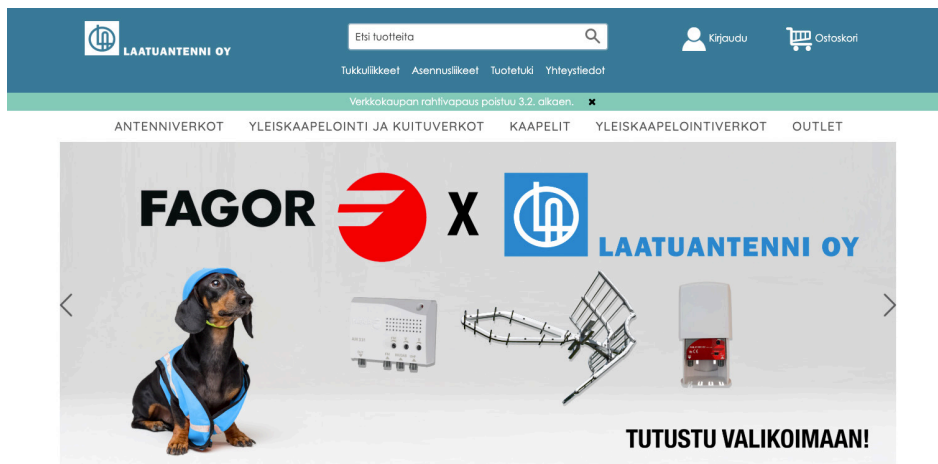 LAATUANTENNI OY
Etsi tuotteita
Kirjaudu
Ostoskori
Tukkuliikkeet Asennusliikeet Tuotetuki Yhteystiedot
Verkkokaupan rahtivapaus poistuu 3.2. alkaen. ×
ANTENNIVERKOT YLEISKAAPELOINTI JA KUITUVERKOT KAAPELIT YLEISKAAPELOINTIVERKOT OUTLET
FAGOR X LAATUANTENNI OY
TUTUSTU VALIKOIMAAN!